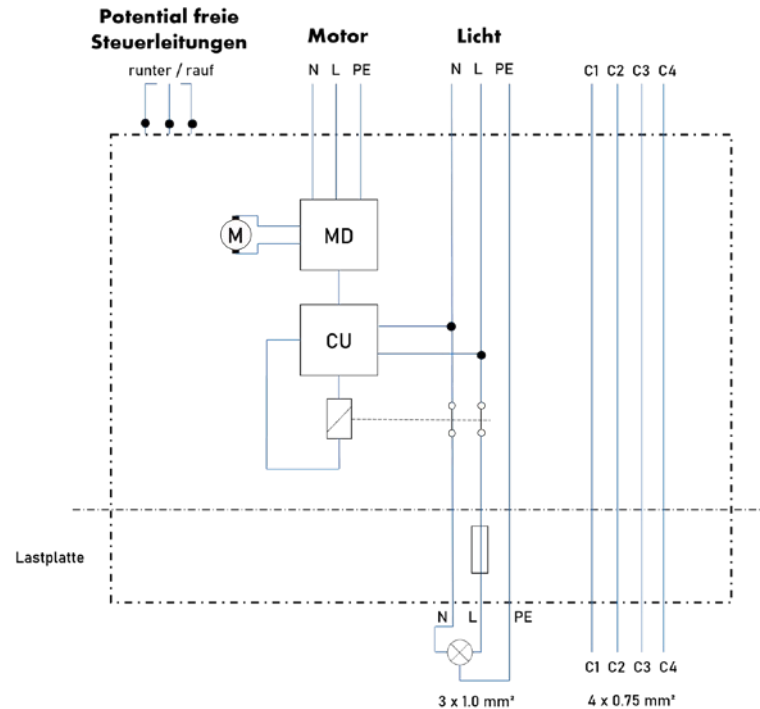 Potential freie
Steuerleitungen
runter / rauf
Motor
N L PE
Licht
N L PE
C1 C2 C3 C4
M
MD
CU
Lastplatte
N L PE
C1 C2 C3 C4
3 x 1.0 mm²
4 x 0.75 mm²